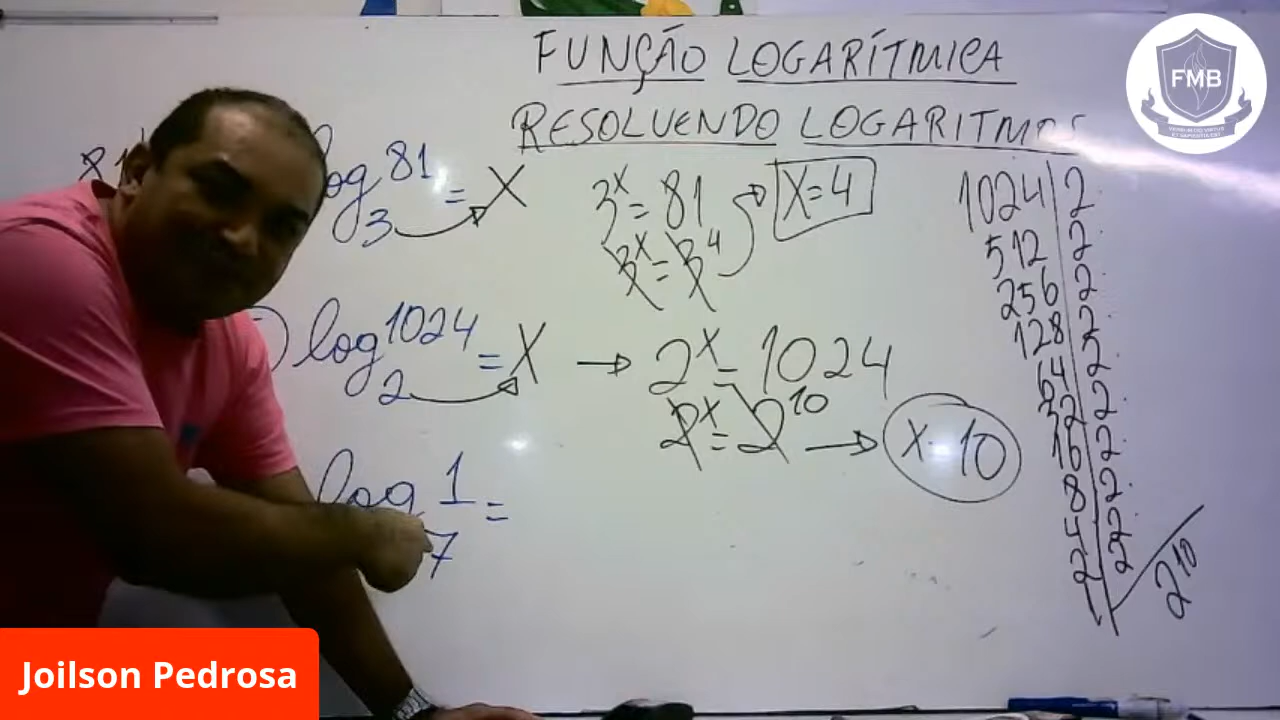 FUNÇÃO LOGARÍTMICA
RESOLVENDO LOGARITMOS
FMB
log₃ 81 = X
3ˣ = 81
3ˣ = 3⁴
X=4
log₂ 1024 = X → 2ˣ = 1024
2ˣ = 2¹⁰ → X=10
log 1 =
7
1024 | 2
512 | 2
256 | 2
128 | 2
64 | 2
32 | 2
16 | 2
8 | 2
4 | 2
2 | 2
1
2¹⁰
Joilson Pedrosa